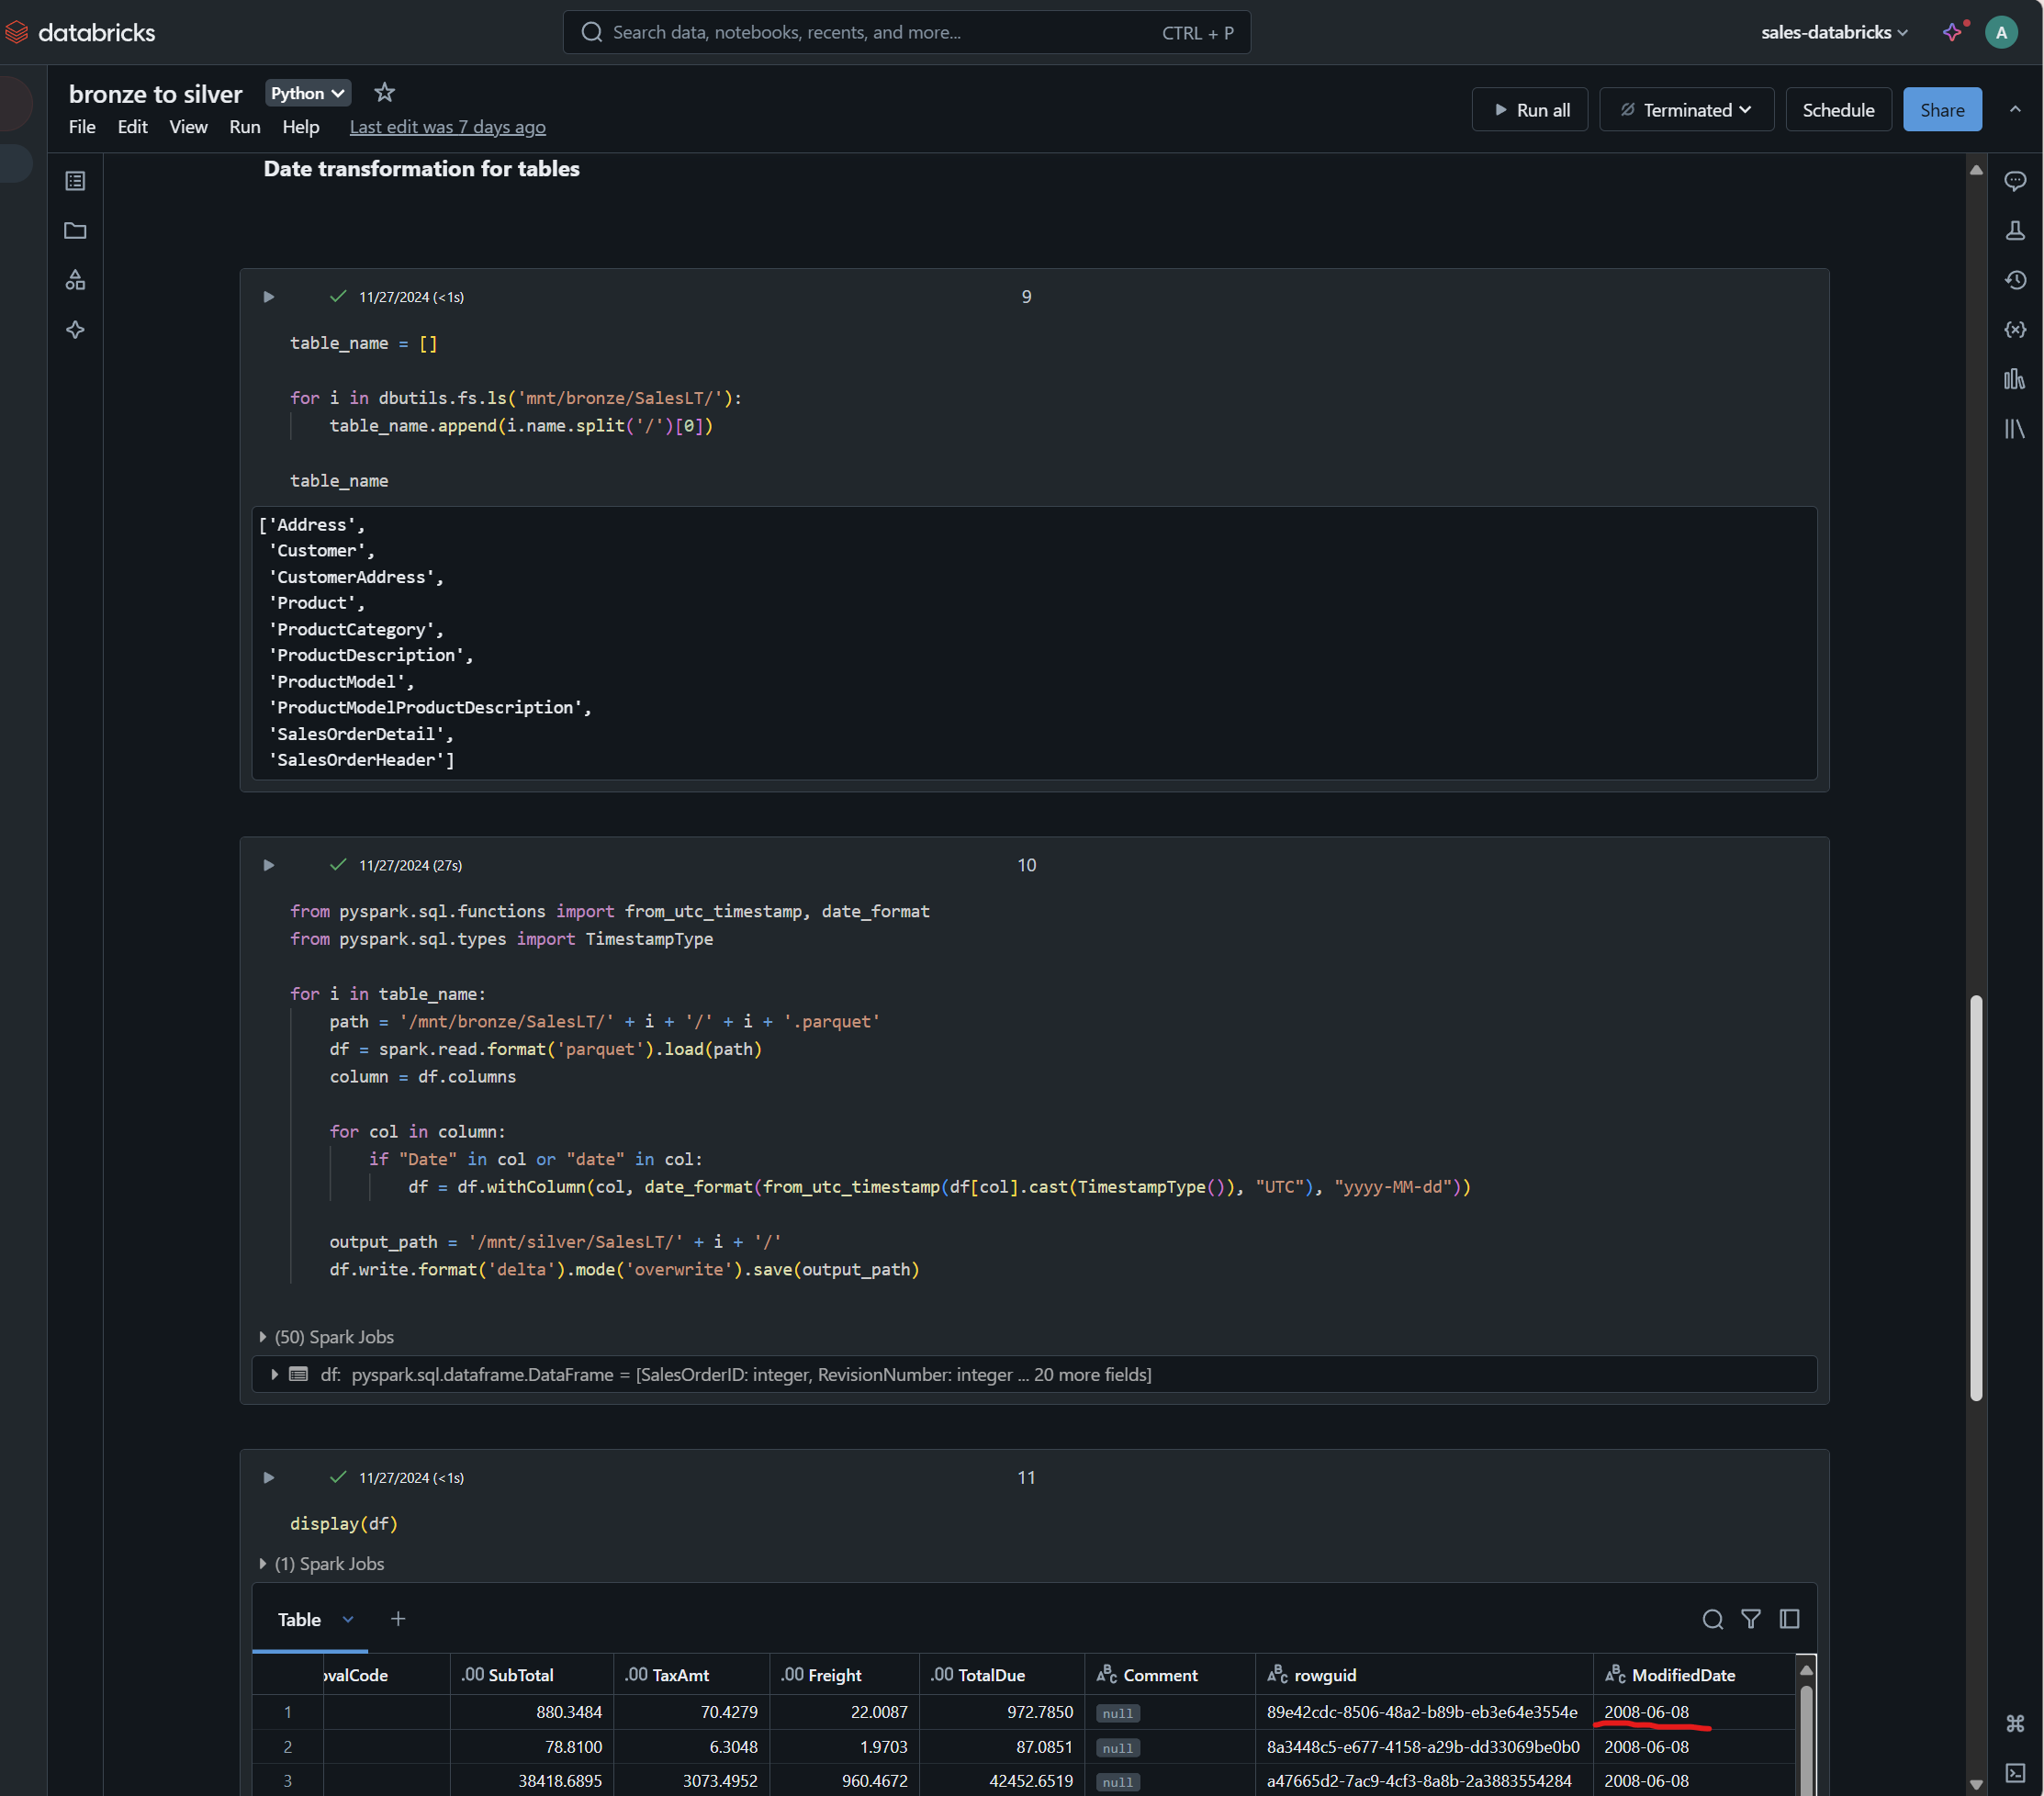 databricks
Search data, notebooks, recents, and more... CTRL + P
sales-databricks
A
bronze to silver Python
File Edit View Run Help Last edit was 7 days ago
Run all Terminated Schedule Share
Date transformation for tables
11/27/2024 (<1s) 9
table_name = []
for i in dbutils.fs.ls('mnt/bronze/SalesLT/'):
table_name.append(i.name.split('/')[0])
table_name
['Address',
'Customer',
'CustomerAddress',
'Product',
'ProductCategory',
'ProductDescription',
'ProductModel',
'ProductModelProductDescription',
'SalesOrderDetail',
'SalesOrderHeader']
11/27/2024 (27s) 10
from pyspark.sql.functions import from_utc_timestamp, date_format
from pyspark.sql.types import TimestampType
for i in table_name:
path = '/mnt/bronze/SalesLT/' + i + '/' + i + '.parquet'
df = spark.read.format('parquet').load(path)
column = df.columns
for col in column:
if "Date" in col or "date" in col:
df = df.withColumn(col, date_format(from_utc_timestamp(df[col].cast(TimestampType()), "UTC"), "yyyy-MM-dd"))
output_path = '/mnt/silver/SalesLT/' + i + '/'
df.write.format('delta').mode('overwrite').save(output_path)
(50) Spark Jobs
df: pyspark.sql.dataframe.DataFrame = [SalesOrderID: integer, RevisionNumber: integer ... 20 more fields]
11/27/2024 (<1s) 11
display(df)
(1) Spark Jobs
Table +
ovalCode .00 SubTotal .00 TaxAmt .00 Freight .00 TotalDue ABC Comment ABC rowguid ABC ModifiedDate
1 880.3484 70.4279 22.0087 972.7850 null 89e42cdc-8506-48a2-b89b-eb3e64e3554e 2008-06-08
2 78.8100 6.3048 1.9703 87.0851 null 8a3448c5-e677-4158-a29b-dd33069be0b0 2008-06-08
3 38418.6895 3073.4952 960.4672 42452.6519 null a47665d2-7ac9-4cf3-8a8b-2a3883554284 2008-06-08